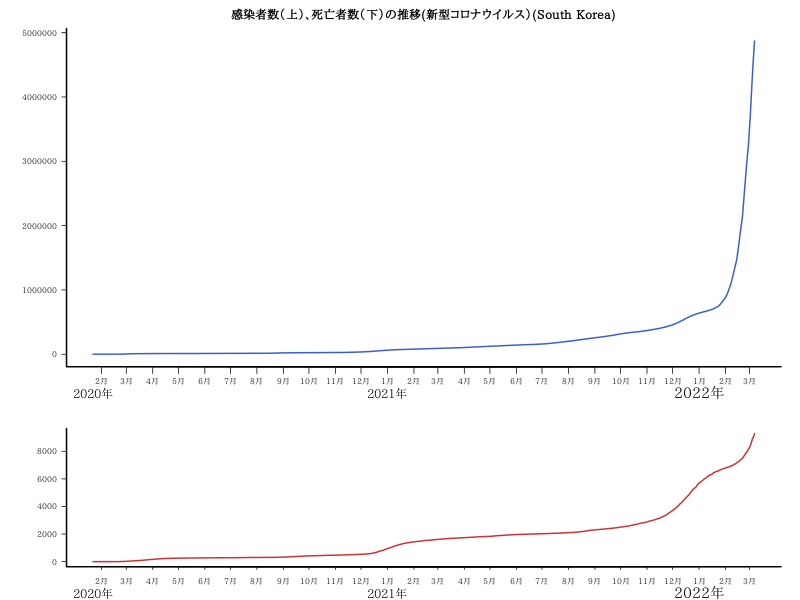 感染者数（上）、死亡者数（下）の推移(新型コロナウイルス）(South Korea)
5000000
4000000
3000000
2000000
1000000
0
2月 3月 4月 5月 6月 7月 8月 9月 10月 11月 12月 1月 2月 3月 4月 5月 6月 7月 8月 9月 10月 11月 12月 1月 2月 3月
2020年 2021年 2022年
8000
6000
4000
2000
0
2月 3月 4月 5月 6月 7月 8月 9月 10月 11月 12月 1月 2月 3月 4月 5月 6月 7月 8月 9月 10月 11月 12月 1月 2月 3月
2020年 2021年 2022年